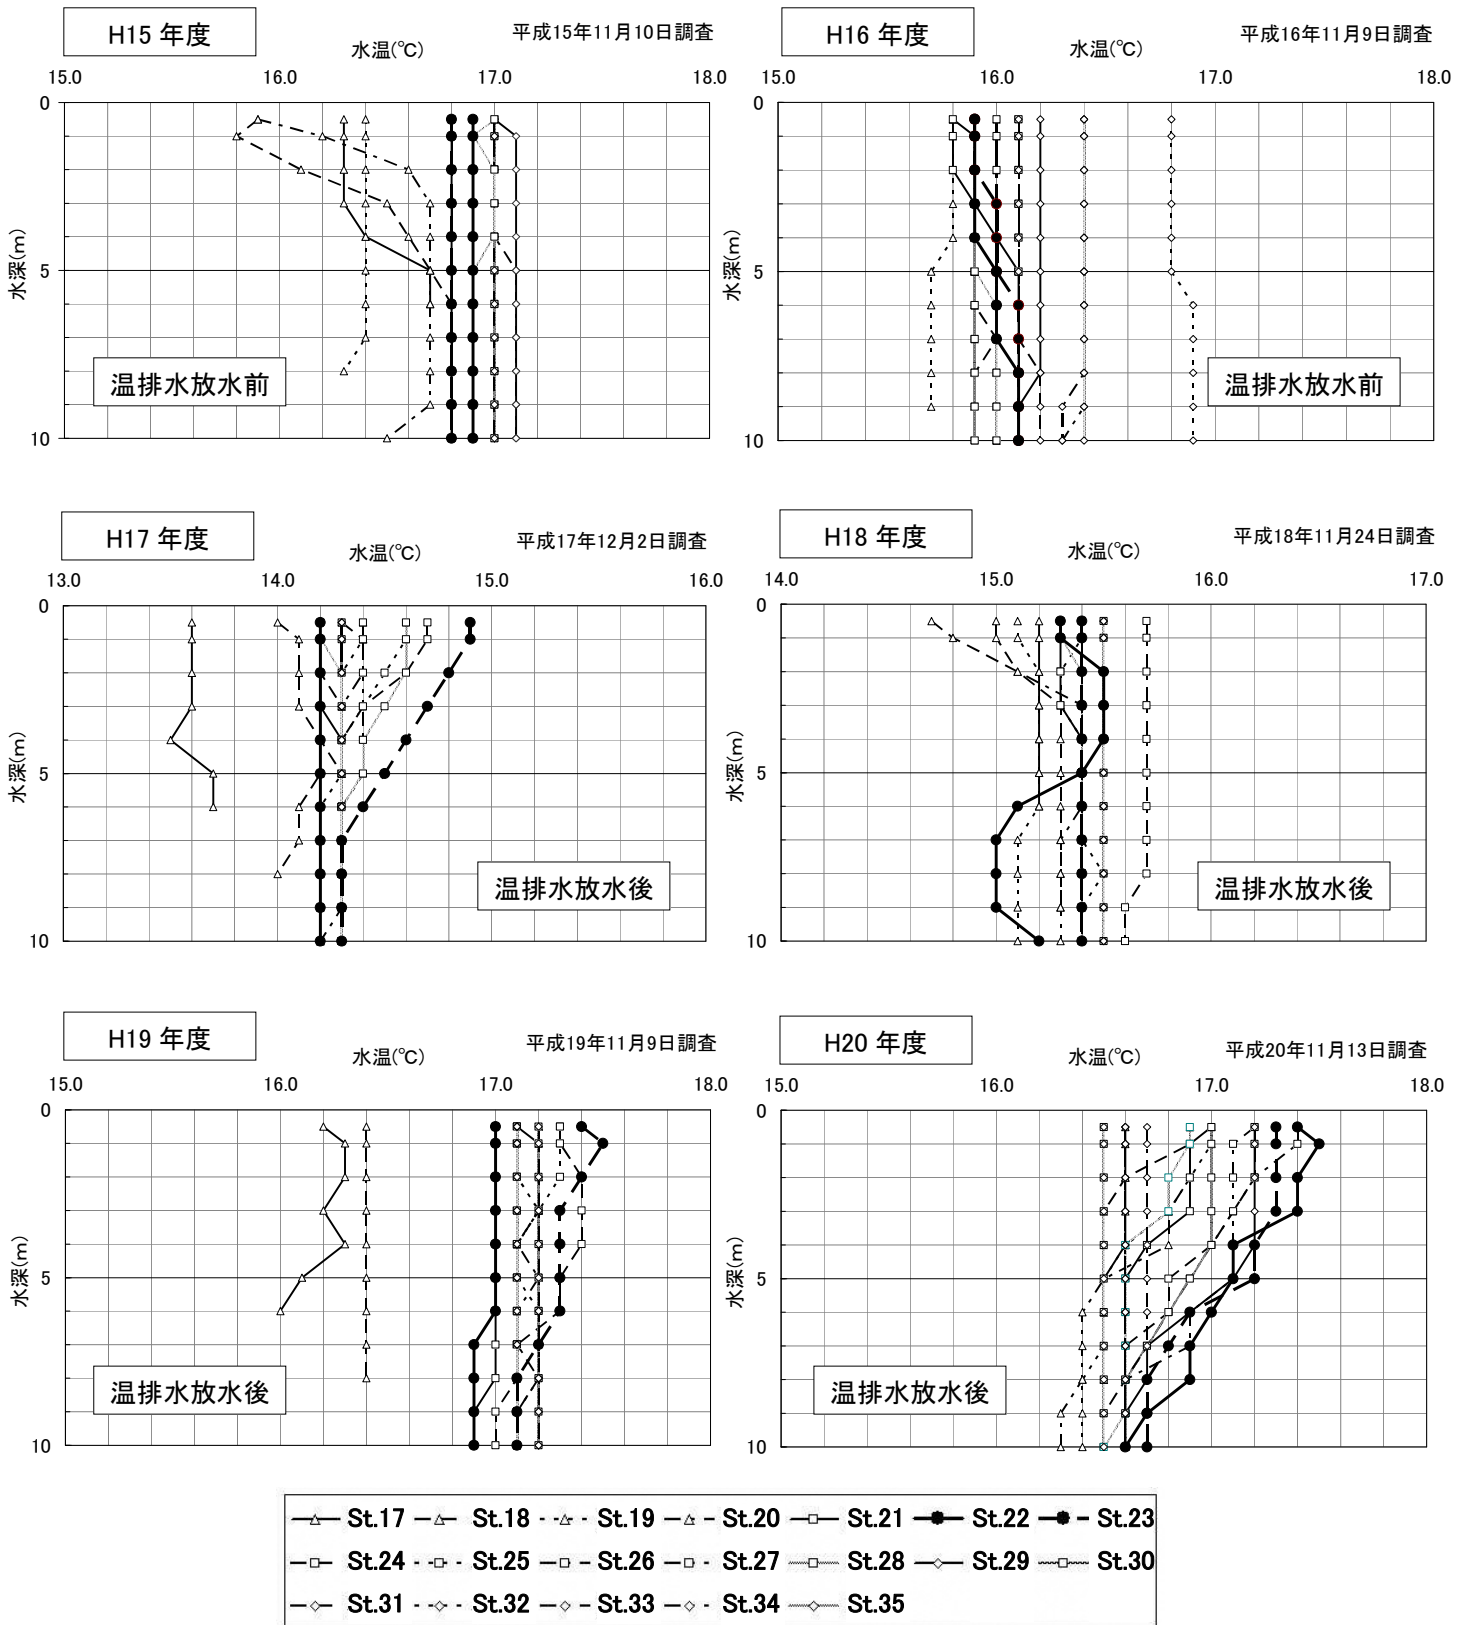 H15 年度
水温(℃)
平成15年11月10日調査
15.0 16.0 17.0 18.0
0
5
10
水深(m)
温排水放水前
H16 年度
水温(℃)
平成16年11月9日調査
15.0 16.0 17.0 18.0
0
5
10
水深(m)
温排水放水前
H17 年度
水温(℃)
平成17年12月2日調査
13.0 14.0 15.0 16.0
0
5
10
水深(m)
温排水放水後
H18 年度
水温(℃)
平成18年11月24日調査
14.0 15.0 16.0 17.0
0
5
10
水深(m)
温排水放水後
H19 年度
水温(℃)
平成19年11月9日調査
15.0 16.0 17.0 18.0
0
5
10
水深(m)
温排水放水後
H20 年度
水温(℃)
平成20年11月13日調査
15.0 16.0 17.0 18.0
0
5
10
水深(m)
温排水放水後
St.17 St.18 St.19 St.20 St.21 St.22 St.23
St.24 St.25 St.26 St.27 St.28 St.29 St.30
St.31 St.32 St.33 St.34 St.35